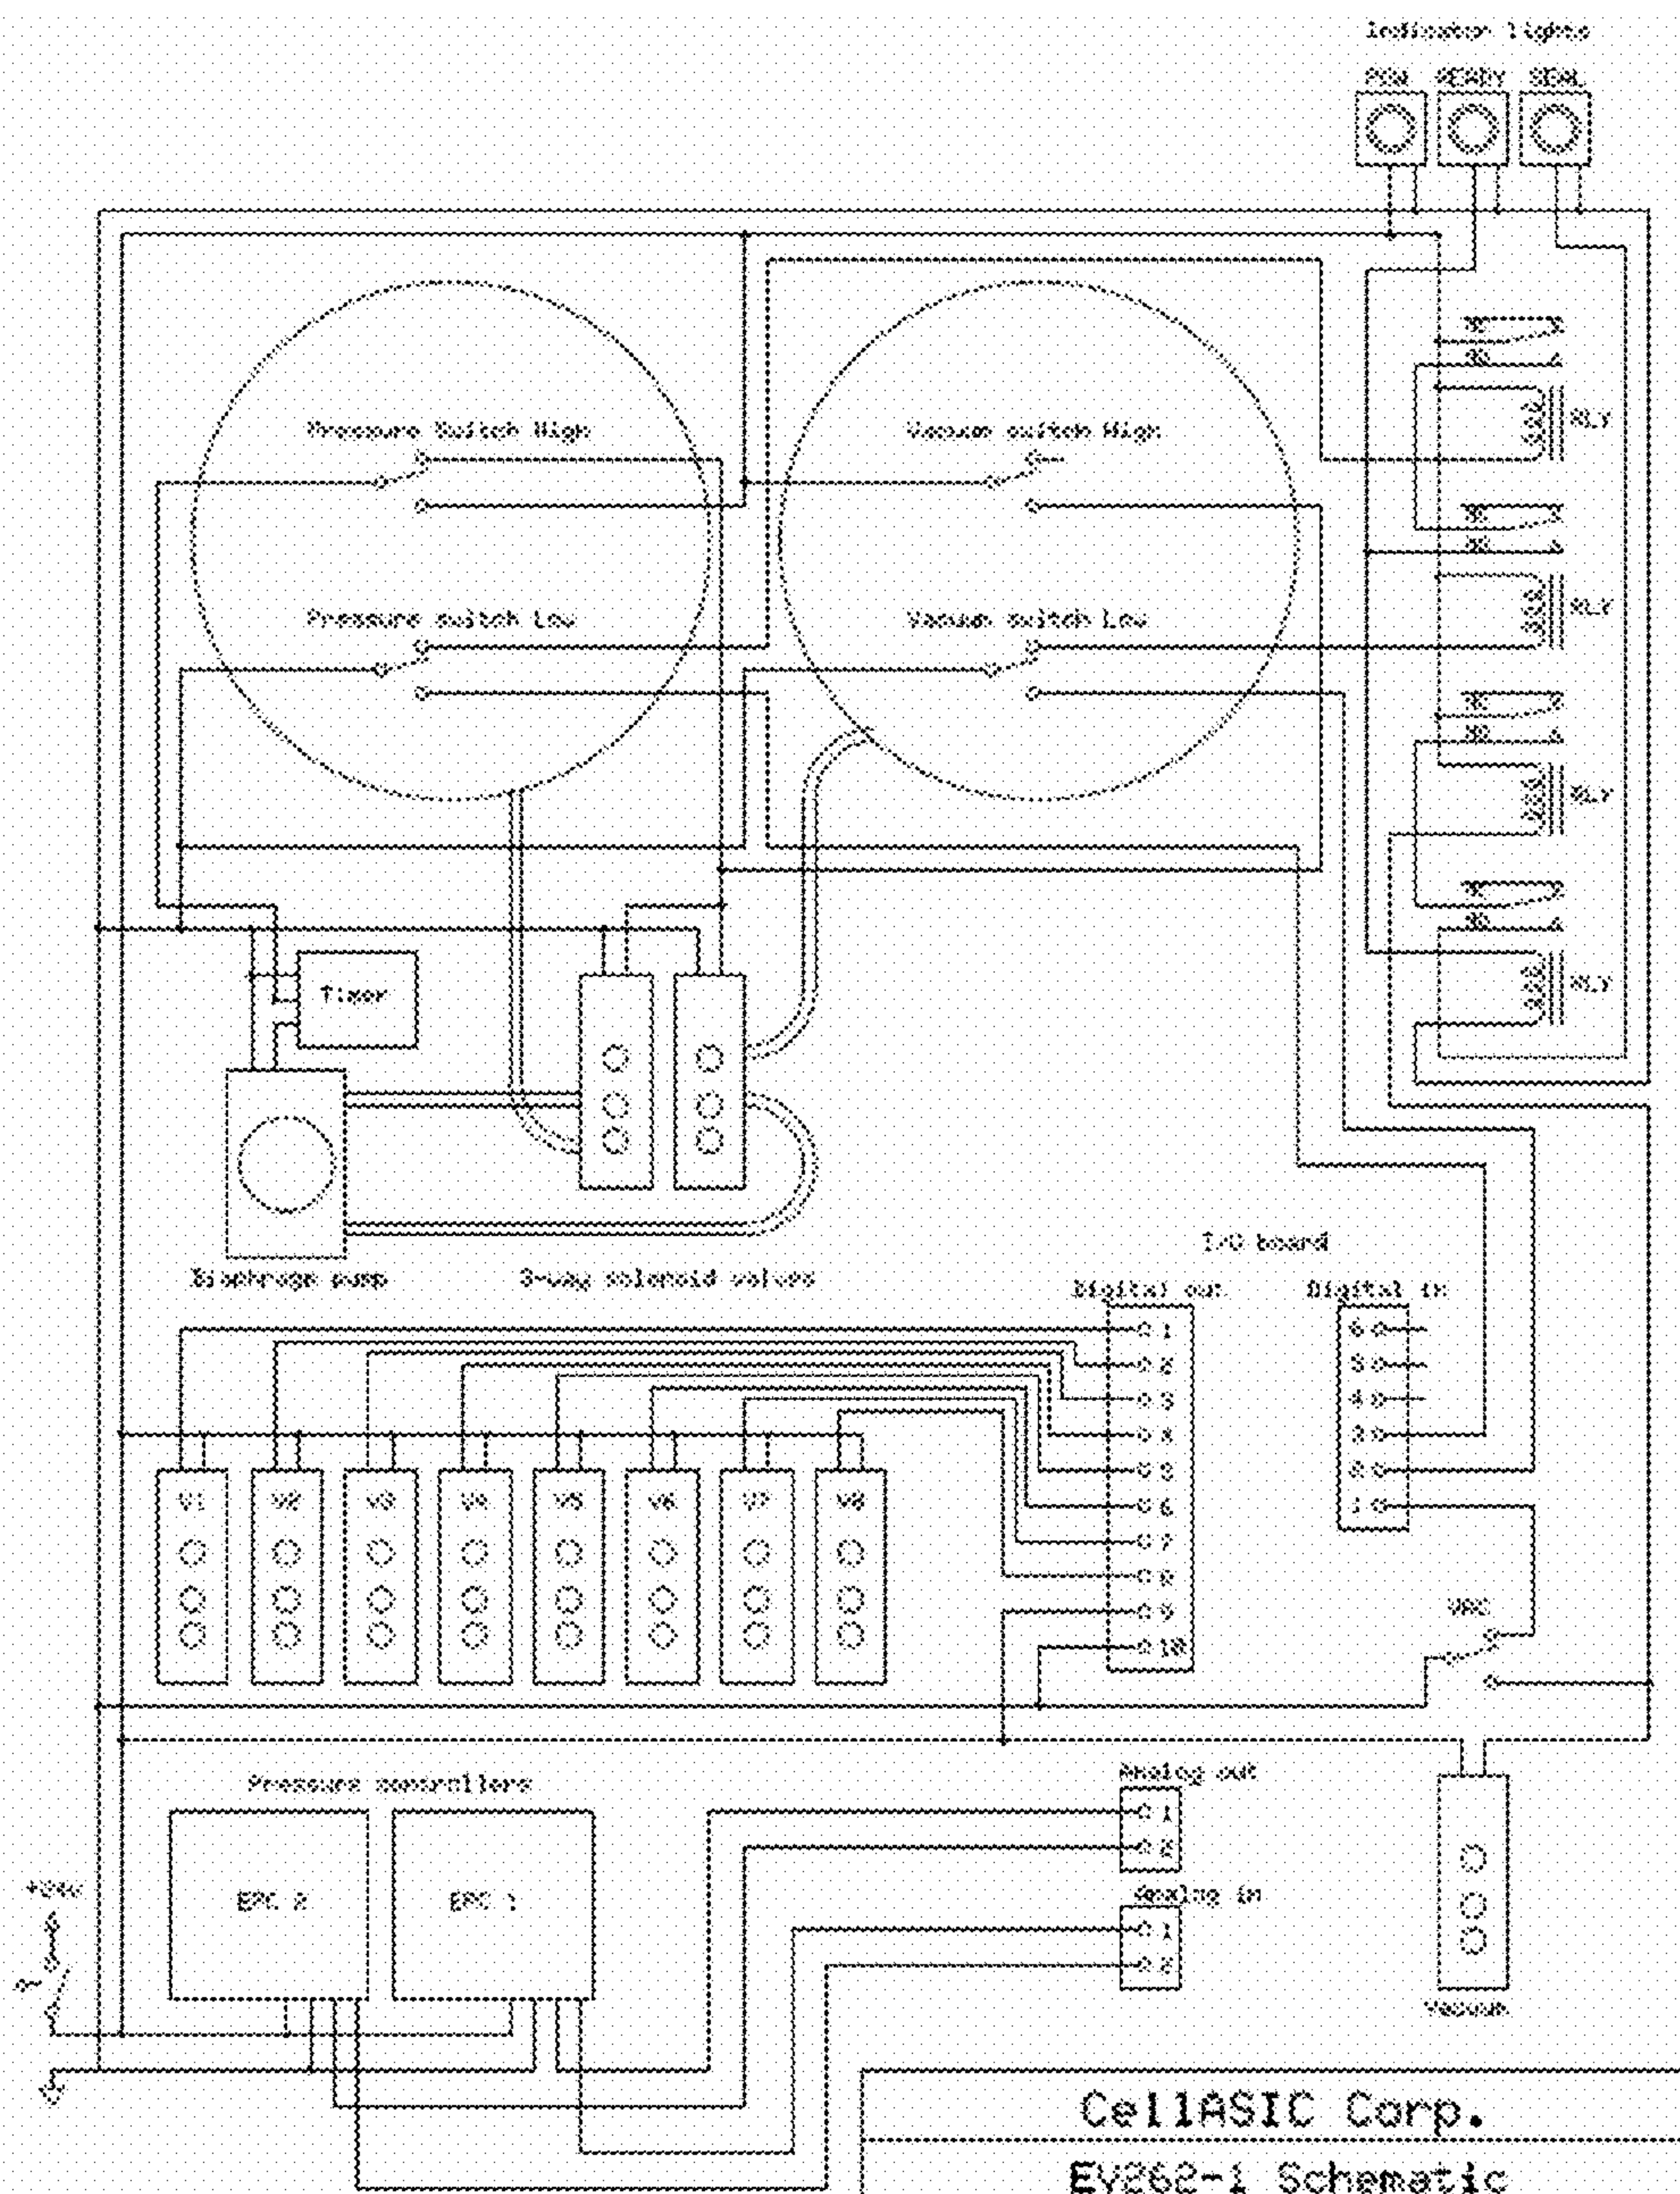 Indicator lights
POW READY SEAL
Pressure Switch High
Vacuum switch High
RLY
Pressure switch Low
Vacuum switch Low
RLY
RLY
RLY
Timer
Diaphragm pump
3-way solenoid valves
I/O board
Digital out
Digital in
1
2
3
4
5
6
7
8
9
10
6
5
4
3
2
1
V1 V2 V3 V4 V5 V6 V7 V8
Pressure controllers
EPC 2
EPC 1
Analog out
1
2
Analog in
1
2
+24v
Vacuum
CellASIC Corp.
EV262-1 Schematic